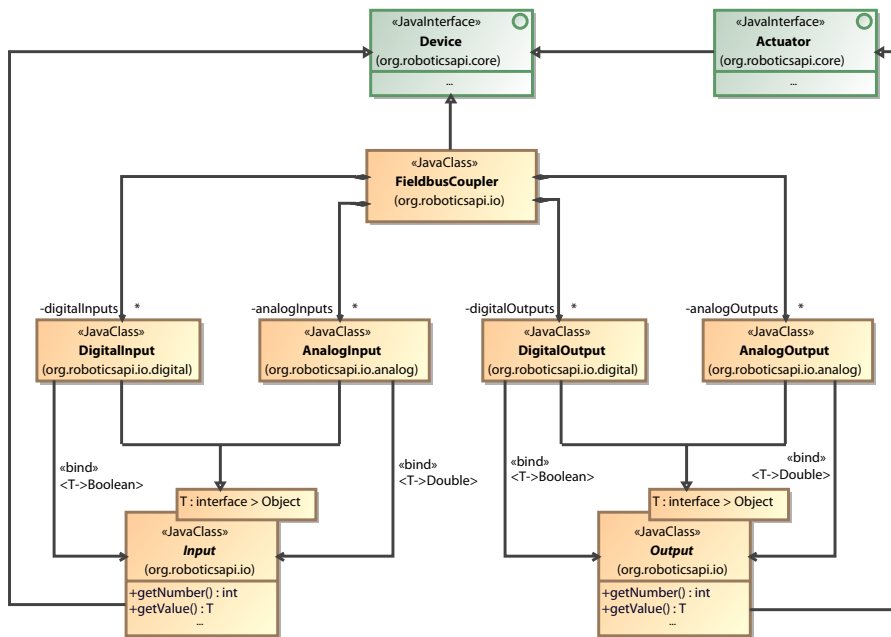 «JavaInterface»
Device
(org.roboticsapi.core)
...
«JavaInterface»
Actuator
(org.roboticsapi.core)
...
«JavaClass»
FieldbusCoupler
(org.roboticsapi.io)
-digitalInputs *
-analogInputs *
-digitalOutputs *
-analogOutputs *
«JavaClass»
DigitalInput
(org.roboticsapi.io.digital)
«JavaClass»
AnalogInput
(org.roboticsapi.io.analog)
«JavaClass»
DigitalOutput
(org.roboticsapi.io.digital)
«JavaClass»
AnalogOutput
(org.roboticsapi.io.analog)
«bind»
<T->Boolean>
«bind»
<T->Double>
«bind»
<T->Boolean>
«bind»
<T->Double>
T : interface > Object
«JavaClass»
Input
(org.roboticsapi.io)
+getNumber() : int
+getValue() : T
...
T : interface > Object
«JavaClass»
Output
(org.roboticsapi.io)
+getNumber() : int
+getValue() : T
...